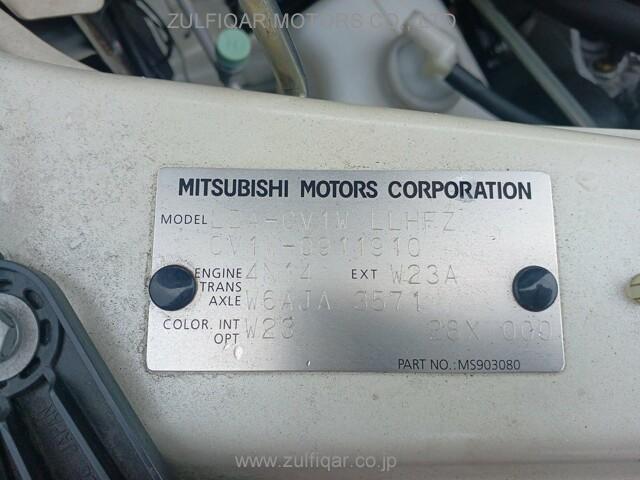 ZULFIQAR MOTORS CO., LTD
MITSUBISHI MOTORS CORPORATION
MODEL LDA-CV1W LLHFZ
CV1W-0911910
ENGINE 4N14 EXT W23A
TRANS
AXLE W6AJA 3571
COLOR. INT W23 28X 000
OPT
PART NO.:MS903080
www.zulfiqar.co.jp